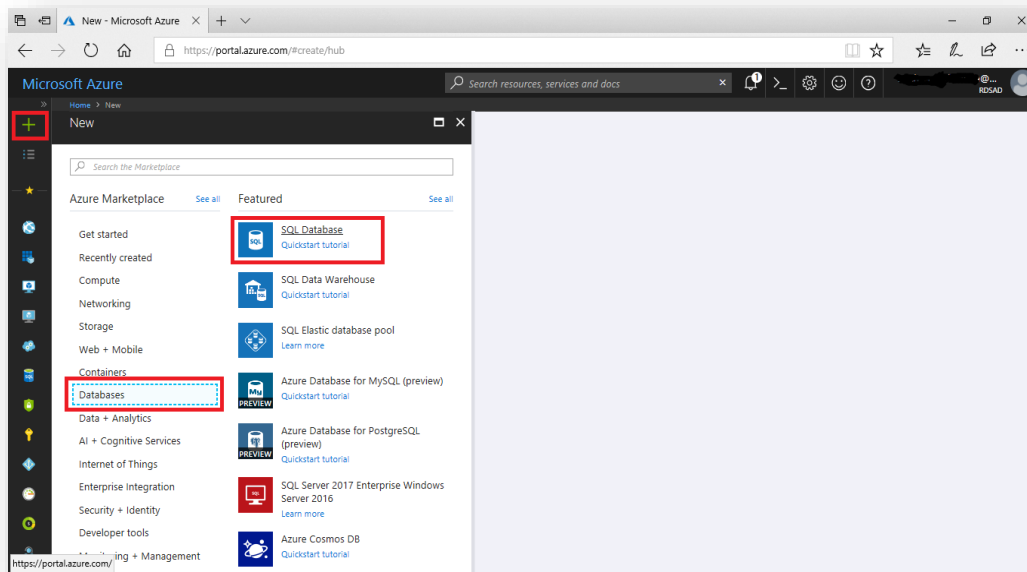 New - Microsoft Azure
https://portal.azure.com/#create/hub
Microsoft Azure
Search resources, services and docs
1
@...
RDSAD
Home > New
New
Search the Marketplace
Azure Marketplace
See all
Featured
See all
Get started
Recently created
Compute
Networking
Storage
Web + Mobile
Containers
Databases
Data + Analytics
AI + Cognitive Services
Internet of Things
Enterprise Integration
Security + Identity
Developer tools
Monitoring + Management
SQL
SQL Database
Quickstart tutorial
SQL Data Warehouse
Quickstart tutorial
SQL Elastic database pool
Learn more
My
PREVIEW
Azure Database for MySQL (preview)
Quickstart tutorial
PREVIEW
Azure Database for PostgreSQL
(preview)
Quickstart tutorial
SQL Server 2017 Enterprise Windows
Server 2016
Learn more
Azure Cosmos DB
Quickstart tutorial
https://portal.azure.com/